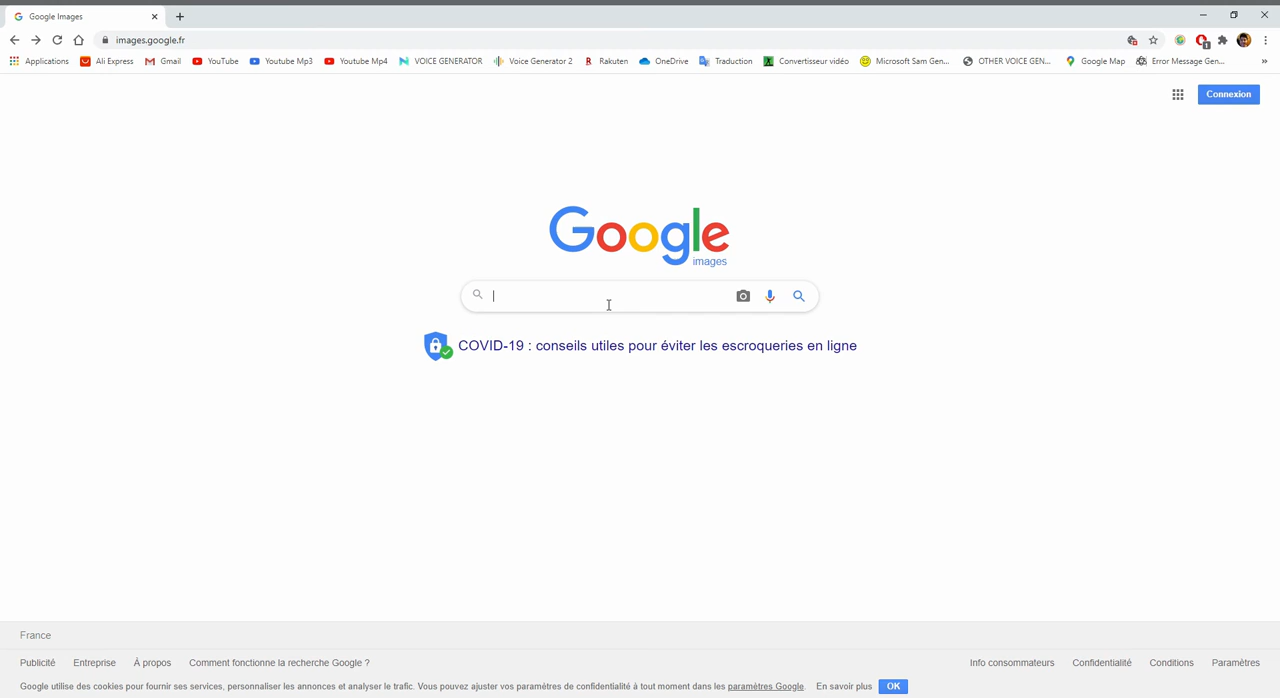 Google Images
images.google.fr
1
Applications Ali Express Gmail YouTube Youtube Mp3 Youtube Mp4 VOICE GENERATOR Voice Generator 2 Rakuten OneDrive Traduction Convertisseur vidéo Microsoft Sam Gen... OTHER VOICE GEN... Google Map Error Message Gen... »
Connexion
Google
images
COVID-19 : conseils utiles pour éviter les escroqueries en ligne
France
Publicité Entreprise À propos Comment fonctionne la recherche Google ? Info consommateurs Confidentialité Conditions Paramètres
Google utilise des cookies pour fournir ses services, personnaliser les annonces et analyser le trafic. Vous pouvez ajuster vos paramètres de confidentialité à tout moment dans les paramètres Google. En savoir plus OK